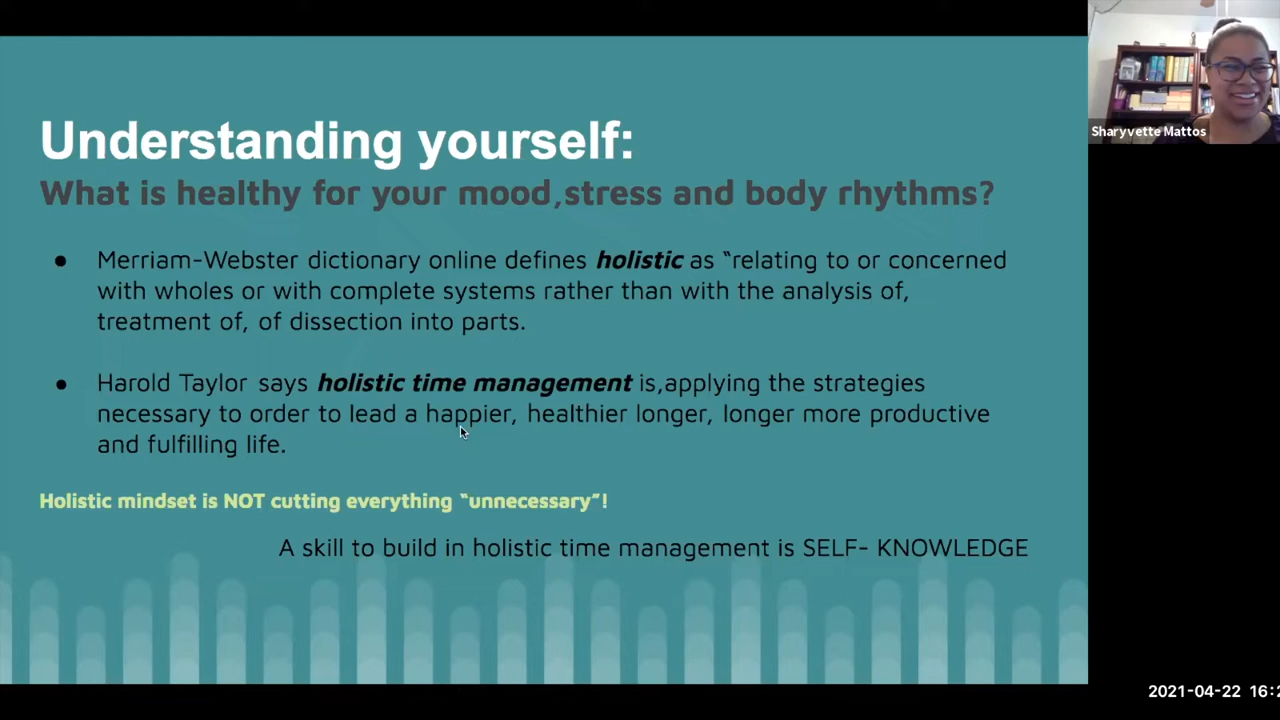 Understanding yourself:
What is healthy for your mood,stress and body rhythms?
● Merriam-Webster dictionary online defines holistic as “relating to or concerned
with wholes or with complete systems rather than with the analysis of,
treatment of, of dissection into parts.
● Harold Taylor says holistic time management is,applying the strategies
necessary to order to lead a happier, healthier longer, longer more productive
and fulfilling life.
Holistic mindset is NOT cutting everything “unnecessary”!
A skill to build in holistic time management is SELF- KNOWLEDGE
Sharyvette Mattos
2021-04-22 16:2